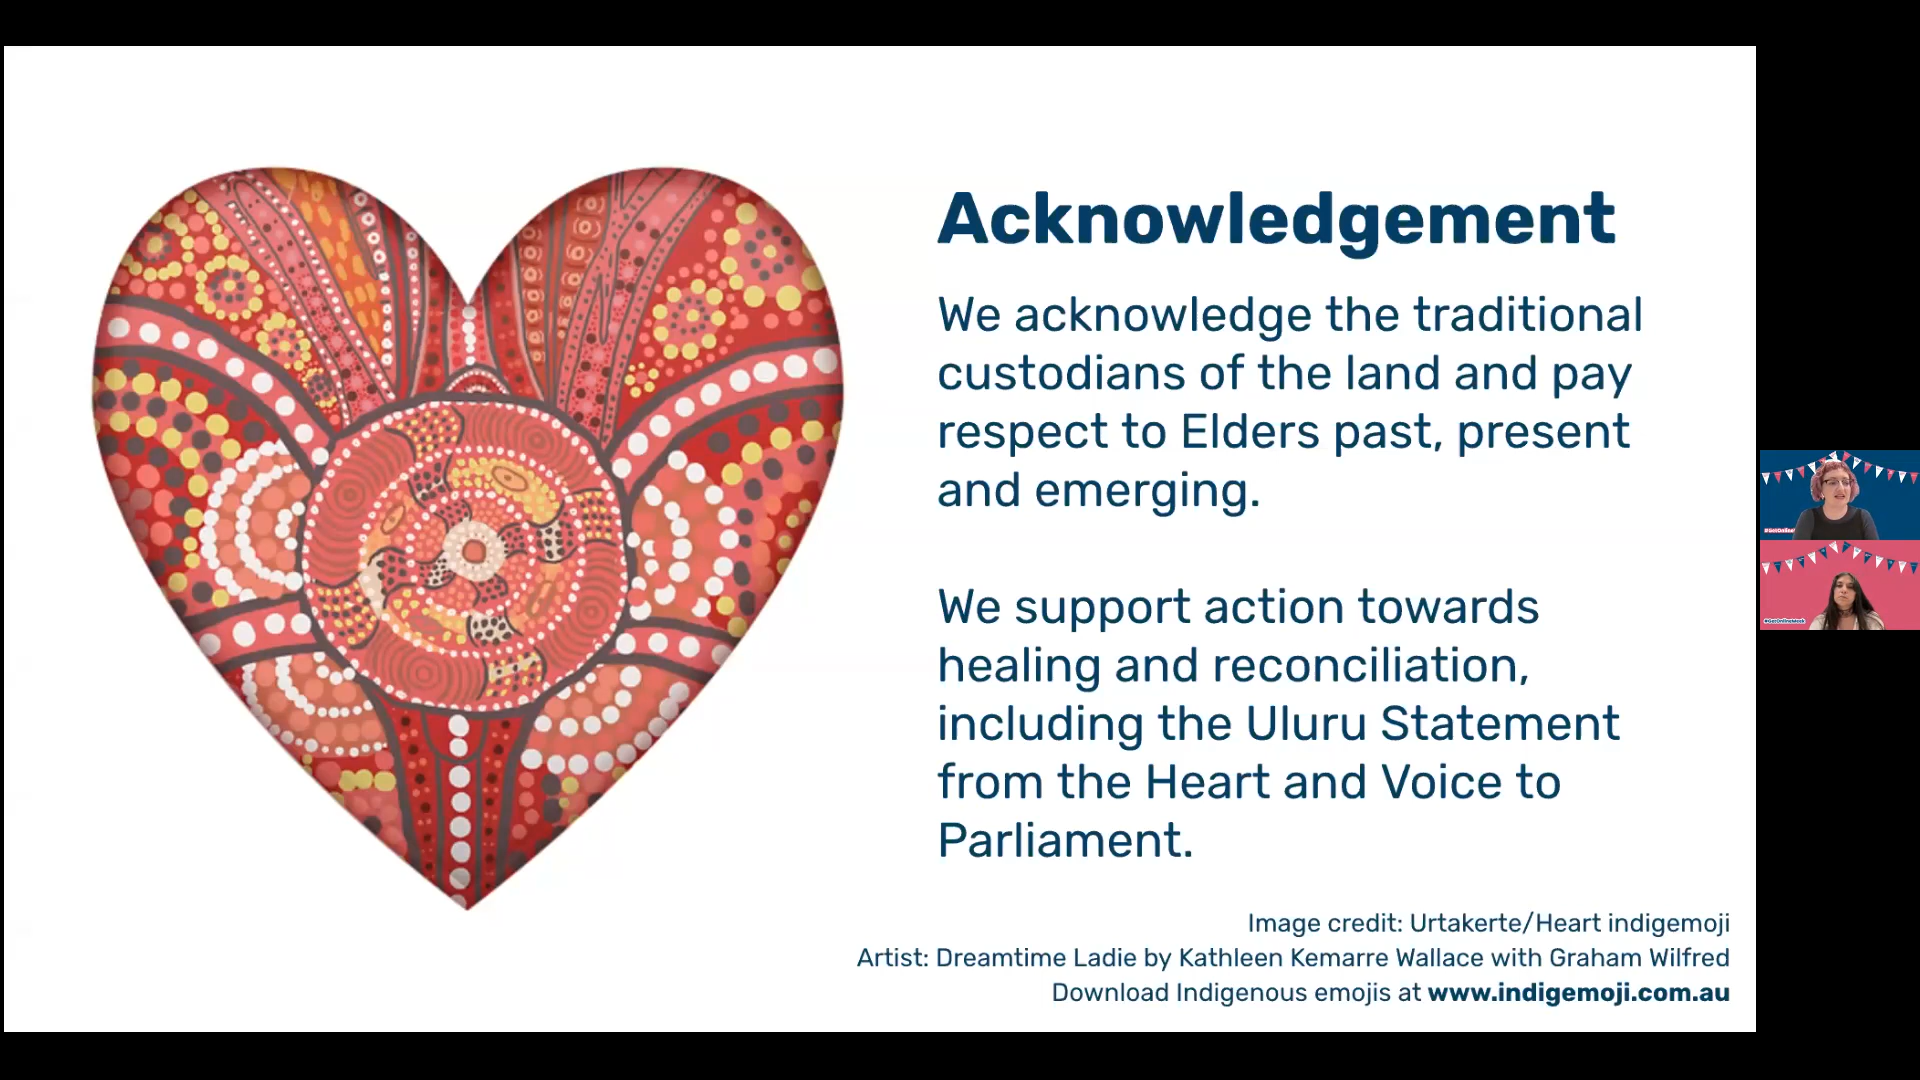 Acknowledgement
We acknowledge the traditional
custodians of the land and pay
respect to Elders past, present
and emerging.
We support action towards
healing and reconciliation,
including the Uluru Statement
from the Heart and Voice to
Parliament.
Image credit: Urtakerte/Heart indigemoji
Artist: Dreamtime Ladie by Kathleen Kemarre Wallace with Graham Wilfred
Download Indigenous emojis at www.indigemoji.com.au
#GetOnlineWeek